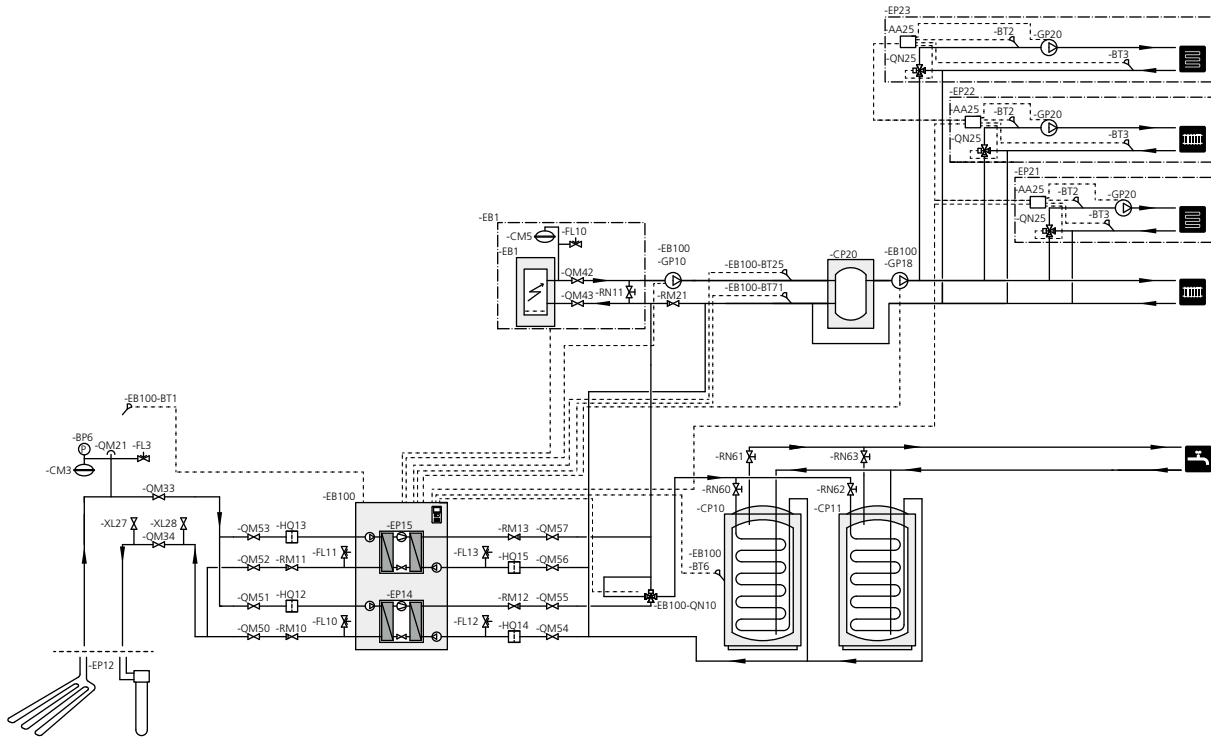 -EP23
-AA25
-BT2
-GP20
-QN25
-BT3
-EP22
-AA25
-BT2
-GP20
-QN25
-BT3
-EP21
-AA25
-BT2
-GP20
-QN25
-BT3
-EB1
-CM5
-FL10
-EB1
-QM42
-QM43
-RN11
-EB100
-GP10
-RM21
-EB100-BT25
-EB100-BT71
-CP20
-EB100
-GP18
-EB100-BT1
-BP6
P
-QM21
-FL3
-CM3
-QM33
-XL27
-XL28
-QM34
-EB100
-QM53
-HQ13
-EP15
-RM13
-QM57
-QM52
-RM11
-FL11
-FL13
-HQ15
-QM56
-QM51
-HQ12
-EP14
-RM12
-QM55
-QM50
-RM10
-FL10
-FL12
-HQ14
-QM54
-EB100-QN10
-RN61
-RN63
-RN60
-RN62
-CP10
-CP11
-EB100
-BT6
-EP12